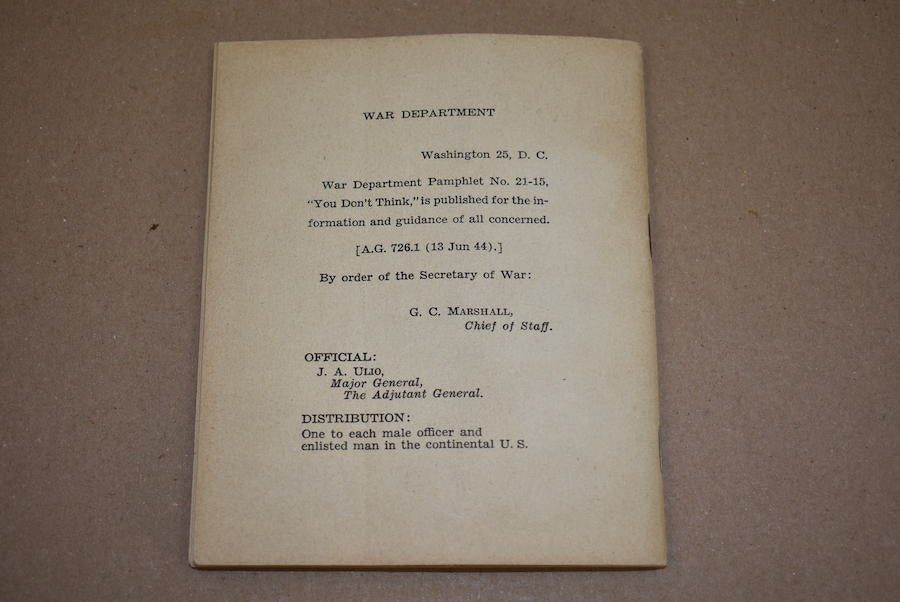 WAR DEPARTMENT
Washington 25, D. C.
War Department Pamphlet No. 21-15,
"You Don't Think," is published for the in-
formation and guidance of all concerned.
[A.G. 726.1 (13 Jun 44).]
By order of the Secretary of War:
G. C. MARSHALL,
Chief of Staff.
OFFICIAL:
J. A. ULIO,
Major General,
The Adjutant General.
DISTRIBUTION:
One to each male officer and
enlisted man in the continental U. S.